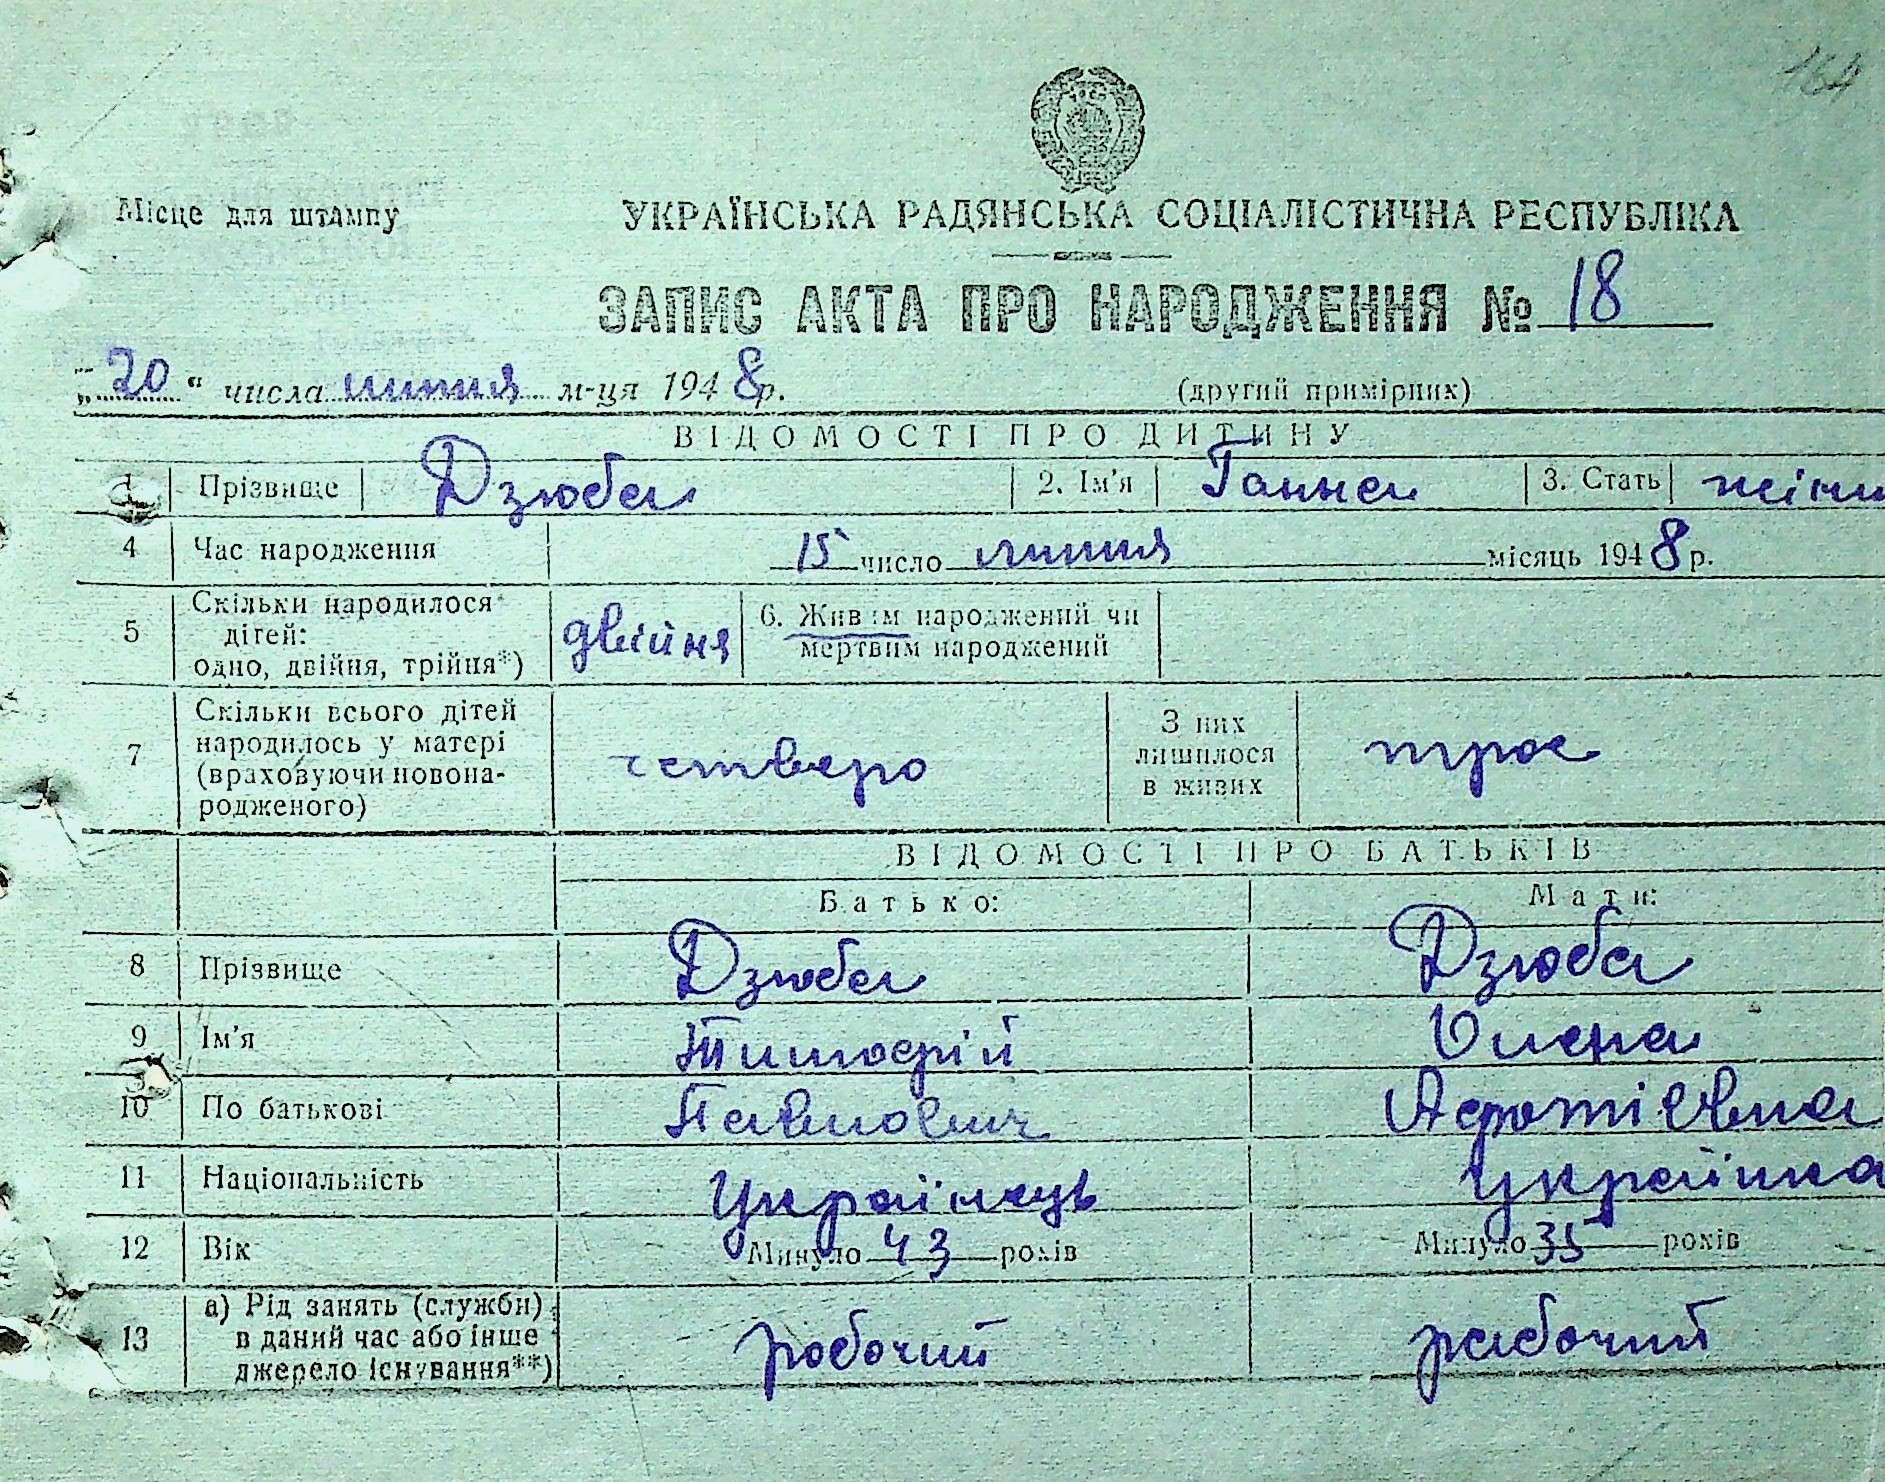 164
Місце для штампу
УКРАЇНСЬКА РАДЯНСЬКА СОЦІАЛІСТИЧНА РЕСПУБЛІКА
ЗАПИС АКТА ПРО НАРОДЖЕННЯ № 18
„20“ числа липня м-ця 1948р.
(другий примірник)
ВІДОМОСТІ ПРО ДИТИНУ
1 Прізвище Дзюба 2. Ім'я Ганна 3. Стать жіноч
4 Час народження 15 число липня місяць 1948 р.
5 Скільки народилося дітей: одно, двійня, трійня*) двійня 6. Живим народжений чи мертвим народжений
7 Скільки всього дітей народилось у матері (враховуючи новонародженого) четверо З них лишилося в живих троє
ВІДОМОСТІ ПРО БАТЬКІВ
Батько: Мати:
8 Прізвище Дзюба Дзюба
9 Ім'я Тимофій Олена
10 По батькові Павлович
11 Національність Українець українка
12 Вік Минуло 43 років Минуло 35 років
13 а) Рід занять (служби) в даний час або інше джерело існування**) робочий рабочий